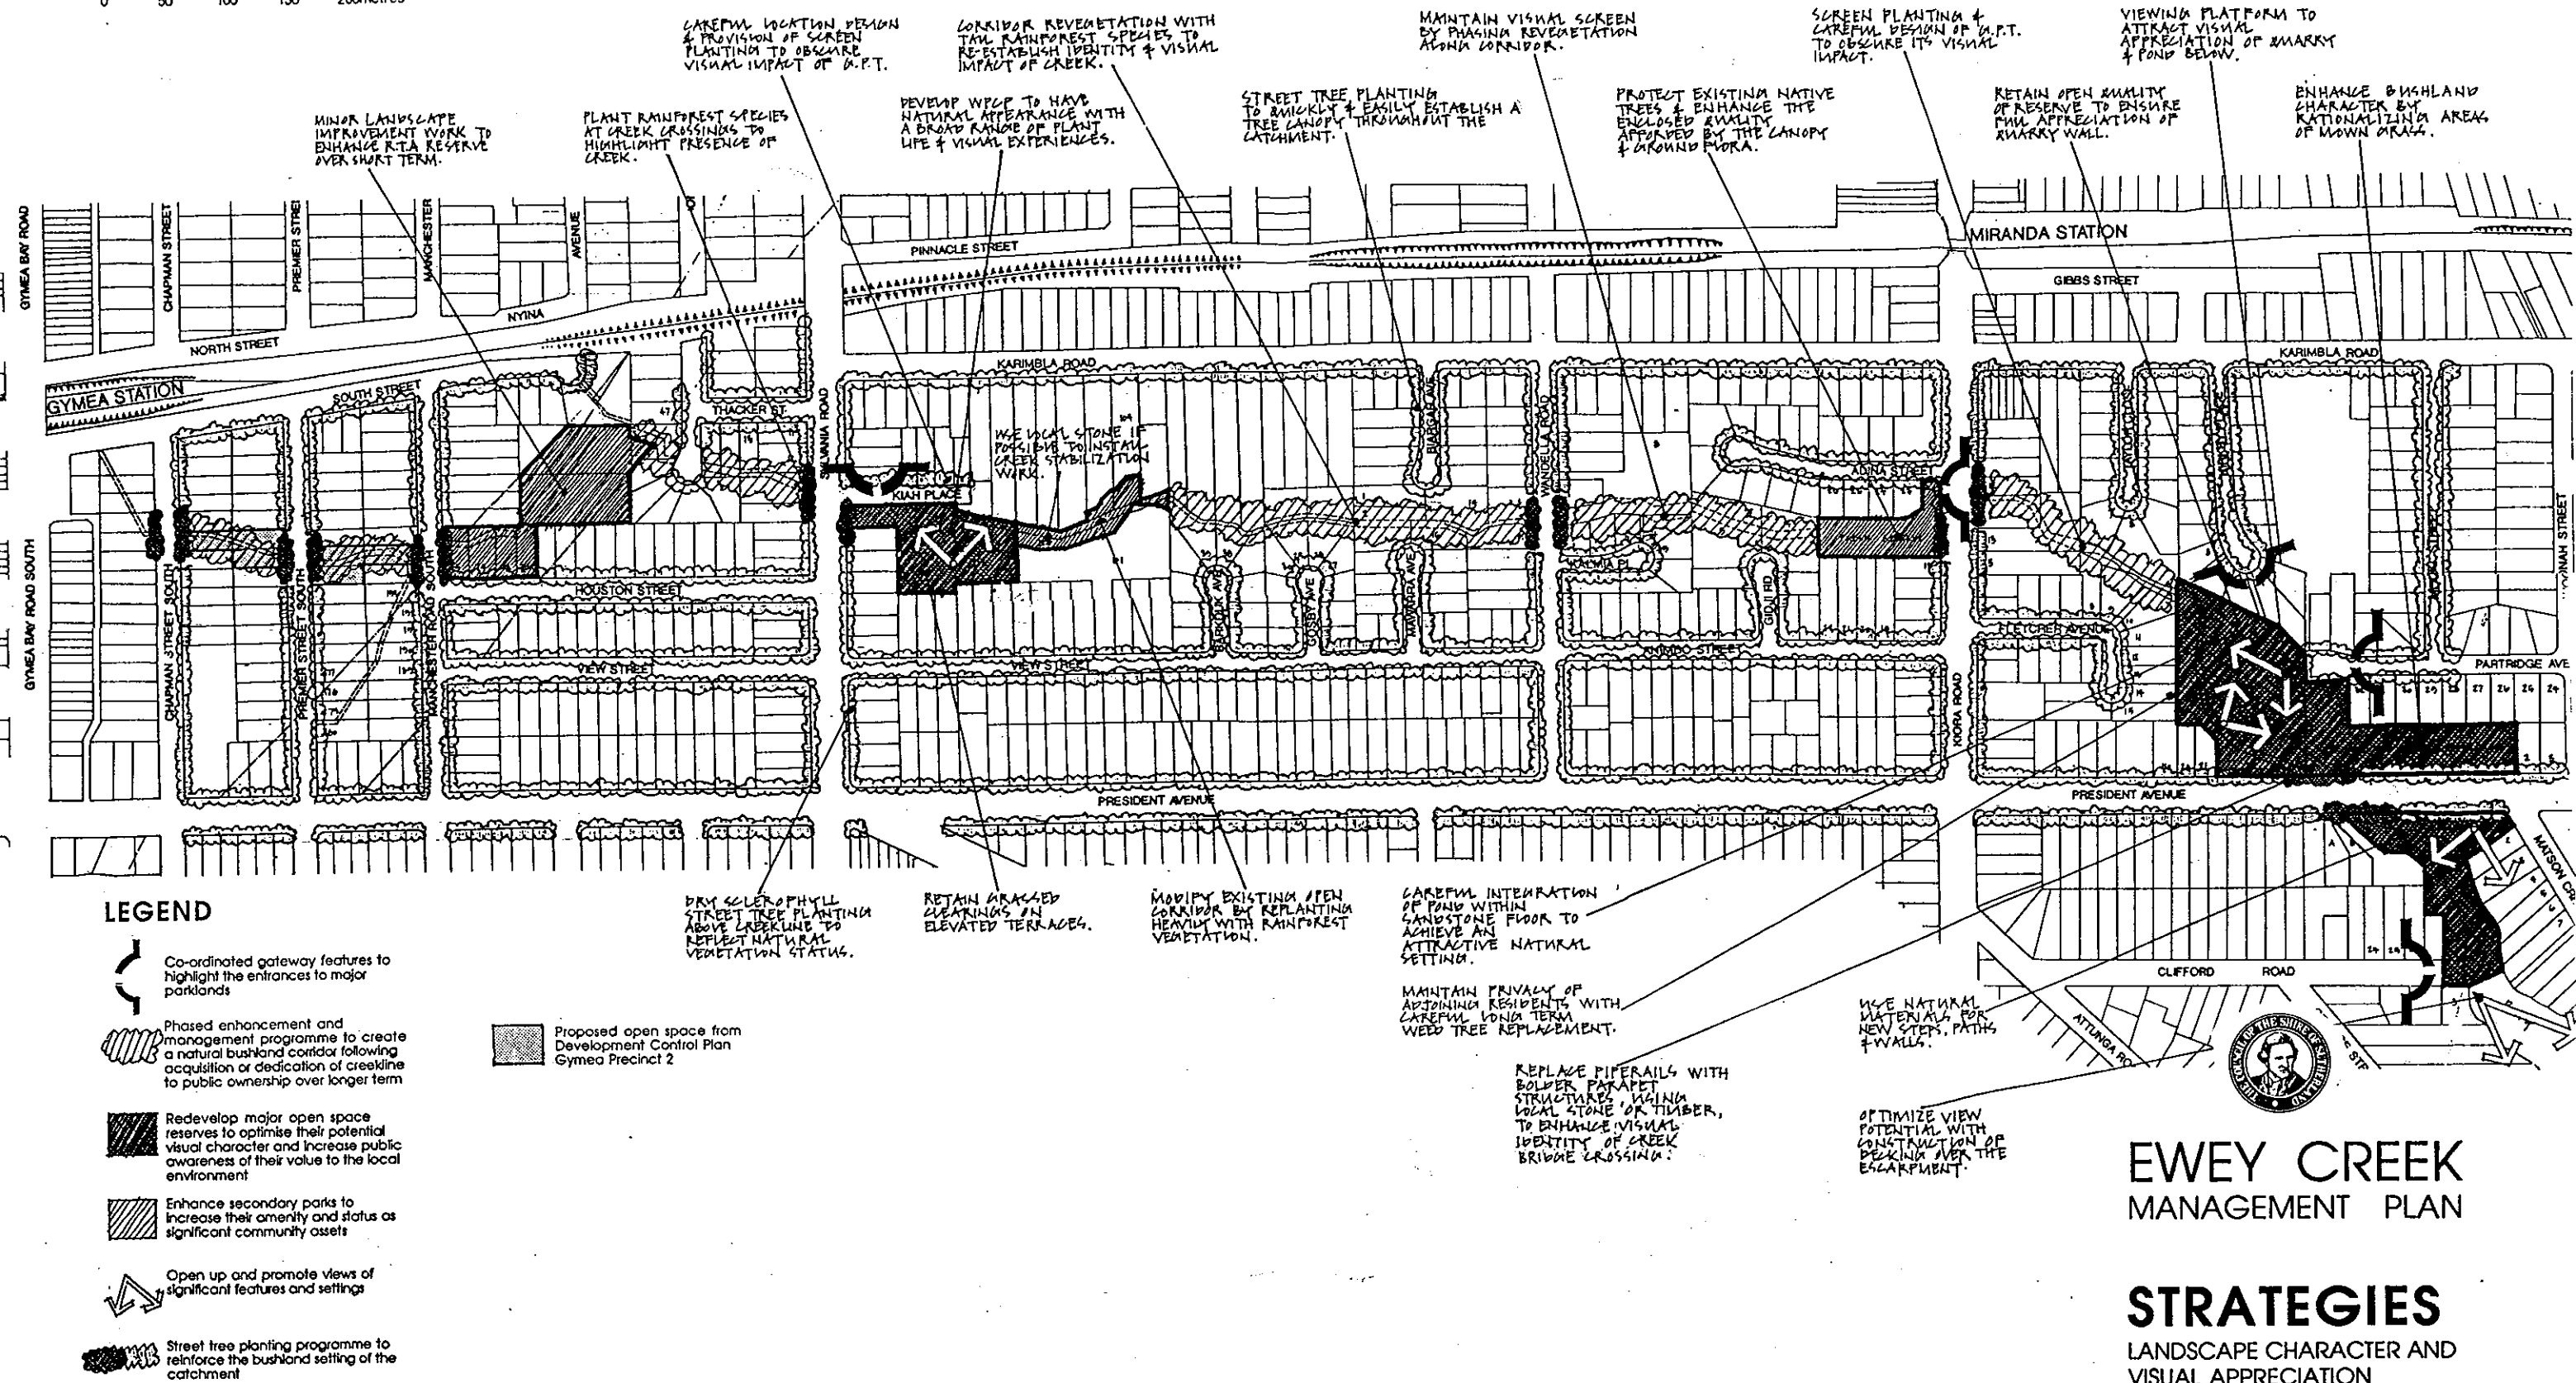 0 50 100 150 200metres
CAREFUL LOCATION DESIGN
& PROVISION OF SCREEN
PLANTING TO OBSCURE
VISUAL IMPACT OF G.P.T.
CORRIDOR REVEGETATION WITH
TALL RAINFOREST SPECIES TO
RE-ESTABLISH IDENTITY & VISUAL
IMPACT OF CREEK.
MAINTAIN VISUAL SCREEN
BY PHASING REVEGETATION
ALONG CORRIDOR.
SCREEN PLANTING &
CAREFUL DESIGN OF G.P.T.
TO OBSCURE ITS VISUAL
IMPACT.
VIEWING PLATFORM TO
ATTRACT VISUAL
APPRECIATION OF QUARRY
& POND BELOW.
MINOR LANDSCAPE
IMPROVEMENT WORK TO
ENHANCE R.T.A RESERVE
OVER SHORT TERM.
PLANT RAINFOREST SPECIES
AT CREEK CROSSINGS TO
HIGHLIGHT PRESENCE OF
CREEK.
DEVELOP WPCP TO HAVE
NATURAL APPEARANCE WITH
A BROAD RANGE OF PLANT
LIFE & VISUAL EXPERIENCES.
STREET TREE PLANTING
TO QUICKLY & EASILY ESTABLISH A
TREE CANOPY THROUGHOUT THE
CATCHMENT.
PROTECT EXISTING NATIVE
TREES & ENHANCE THE
ENCLOSED QUALITY
AFFORDED BY THE CANOPY
& GROUND FLORA.
RETAIN OPEN QUALITY
OF RESERVE TO ENSURE
FULL APPRECIATION OF
QUARRY WALL.
ENHANCE BUSHLAND
CHARACTER BY
RATIONALIZING AREAS
OF MOWN GRASS.
GYMEA BAY ROAD
CHAPMAN STREET
PREMIER STREET
MANCHESTER
AVENUE
PINNACLE STREET
MIRANDA STATION
GIBBS STREET
NYINA
NORTH STREET
KARIMBLA ROAD
KARIMBLA ROAD
GYMEA STATION
SOUTH STREET
THACKER ST.
SYLVANIA ROAD
USE LOCAL STONE IF
POSSIBLE TO INSTALL
CREEK STABILIZATION
WORK.
WANDELLA ROAD
ADINA STREET
KIAH PLACE
KALMIA PL
HOUSTON STREET
GIDJI RD
MAWARRA AVE
FLETCHER AVENUE
GYMEA BAY ROAD SOUTH
CHAPMAN STREET SOUTH
PREMIER STREET SOUTH
MANCHESTER ROAD SOUTH
VIEW STREET
VIEW STREET
PARTRIDGE AVE
27 26 25 24
KIORA ROAD
PRESIDENT AVENUE
PRESIDENT AVENUE
CLIFFORD ROAD
DRY SCLEROPHYLL
STREET TREE PLANTING
ABOVE CREEKLINE TO
REFLECT NATURAL
VEGETATION STATUS.
RETAIN GRASSED
CLEARINGS ON
ELEVATED TERRACES.
MODIFY EXISTING OPEN
CORRIDOR BY REPLANTING
HEAVILY WITH RAINFOREST
VEGETATION.
CAREFUL INTEGRATION
OF POND WITHIN
SANDSTONE FLOOR TO
ACHIEVE AN
ATTRACTIVE NATURAL
SETTING.
MAINTAIN PRIVACY OF
ADJOINING RESIDENTS WITH
CAREFUL LONG TERM
WEED TREE REPLACEMENT.
REPLACE PIPERAILS WITH
BOLDER PARAPET
STRUCTURES, USING
LOCAL STONE OR TIMBER,
TO ENHANCE VISUAL
IDENTITY OF CREEK
BRIDGE CROSSING.
USE NATURAL
MATERIALS FOR
NEW STEPS, PATHS
& WALLS.
OPTIMIZE VIEW
POTENTIAL WITH
CONSTRUCTION OF
DECKING OVER THE
ESCARPMENT.
LEGEND
Co-ordinated gateway features to
highlight the entrances to major
parklands
Phased enhancement and
management programme to create
a natural bushland corridor following
acquisition or dedication of creekline
to public ownership over longer term
Redevelop major open space
reserves to optimise their potential
visual character and increase public
awareness of their value to the local
environment
Enhance secondary parks to
increase their amenity and status as
significant community assets
Open up and promote views of
significant features and settings
Street tree planting programme to
reinforce the bushland setting of the
catchment
Proposed open space from
Development Control Plan
Gymea Precinct 2
EWEY CREEK
MANAGEMENT PLAN
STRATEGIES
LANDSCAPE CHARACTER AND
VISUAL APPRECIATION